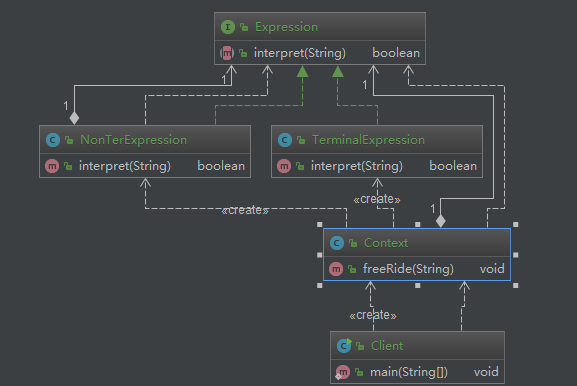 Expression
interpret(String) boolean
1
1
1
NonTerExpression
interpret(String) boolean
TerminalExpression
interpret(String) boolean
«create»
«create»
1
Context
freeRide(String) void
«create»
Client
main(String[]) void